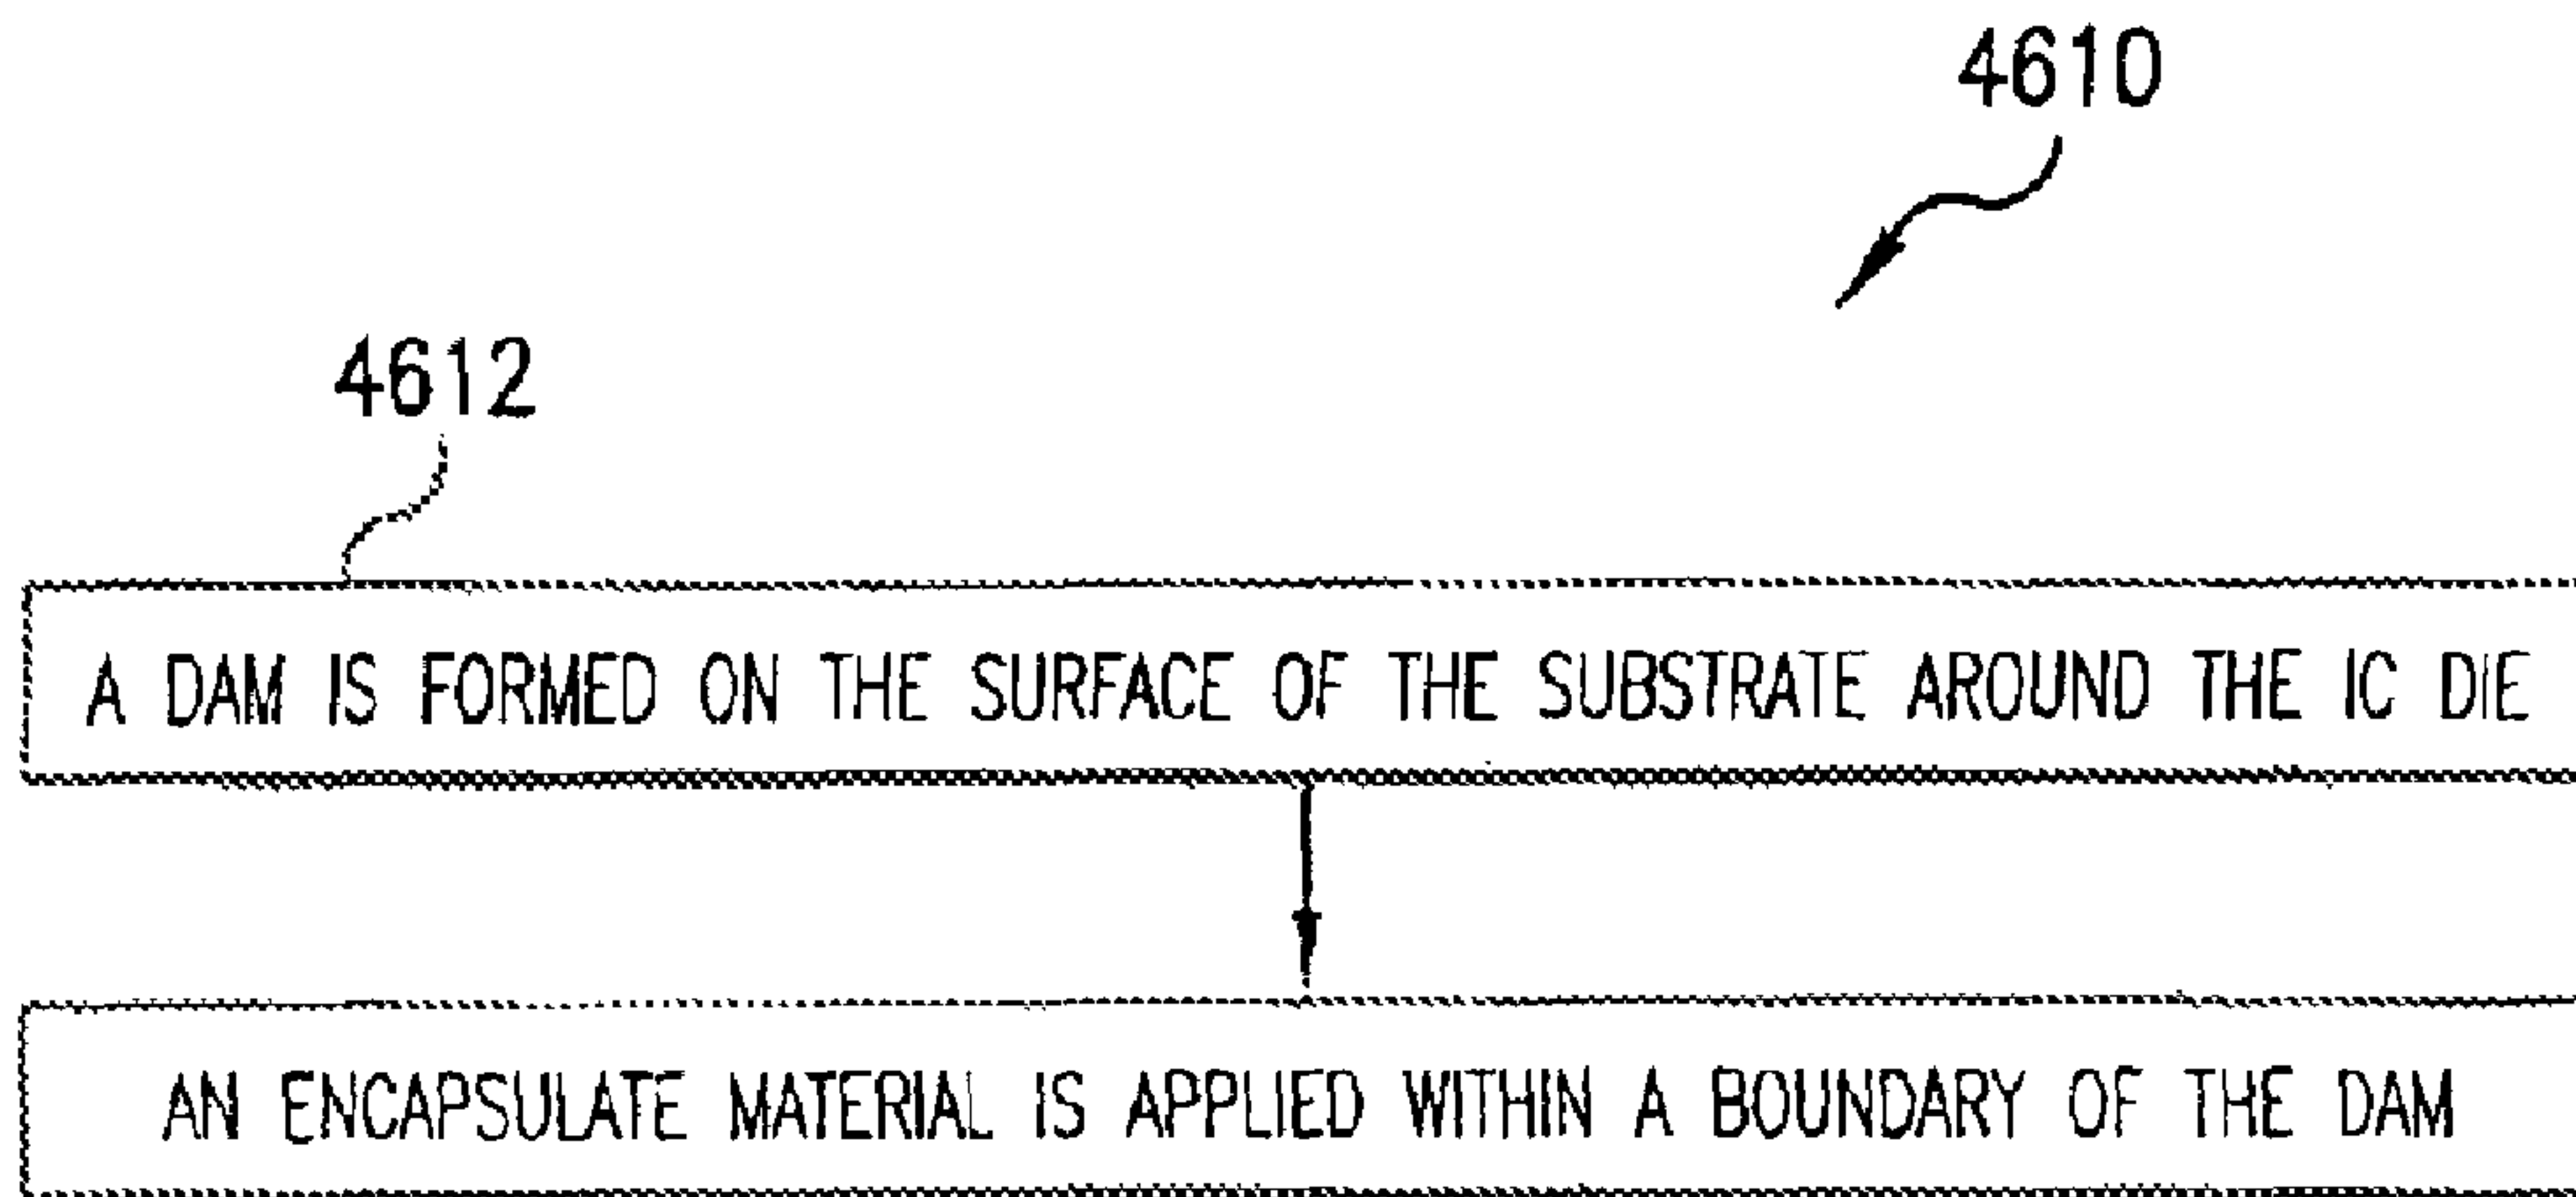 4610
4612
A DAM IS FORMED ON THE SURFACE OF THE SUBSTRATE AROUND THE IC DIE
AN ENCAPSULATE MATERIAL IS APPLIED WITHIN A BOUNDARY OF THE DAM